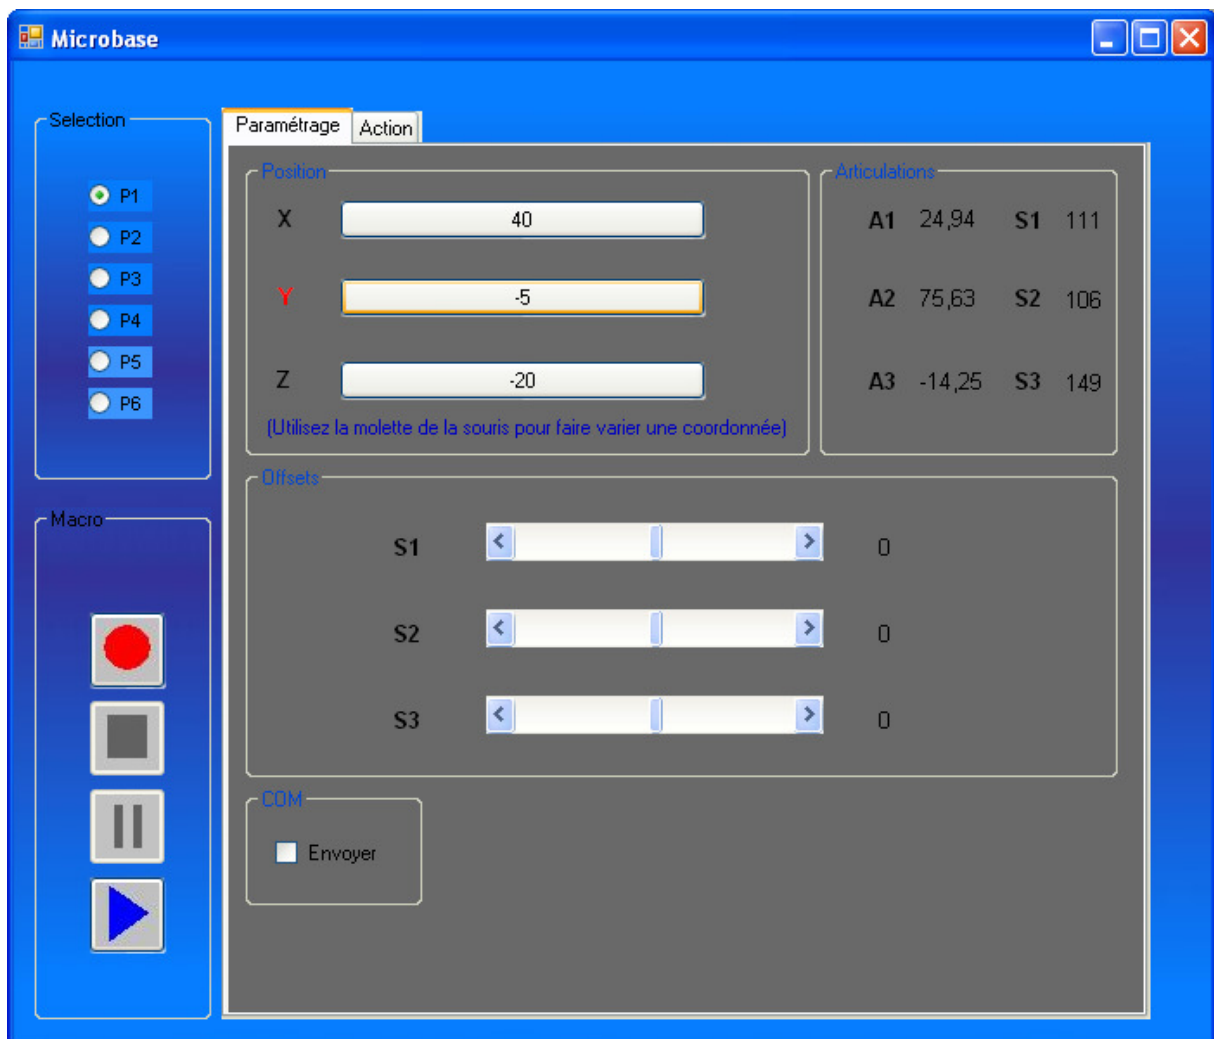 Microbase
Selection
P1
P2
P3
P4
P5
P6
Macro
Paramétrage Action
Position
X 40
Y -5
Z -20
(Utilisez la molette de la souris pour faire varier une coordonnée)
Articulations
A1 24,94 S1 111
A2 75,63 S2 106
A3 -14,25 S3 149
Offsets
S1 0
S2 0
S3 0
COM
Envoyer